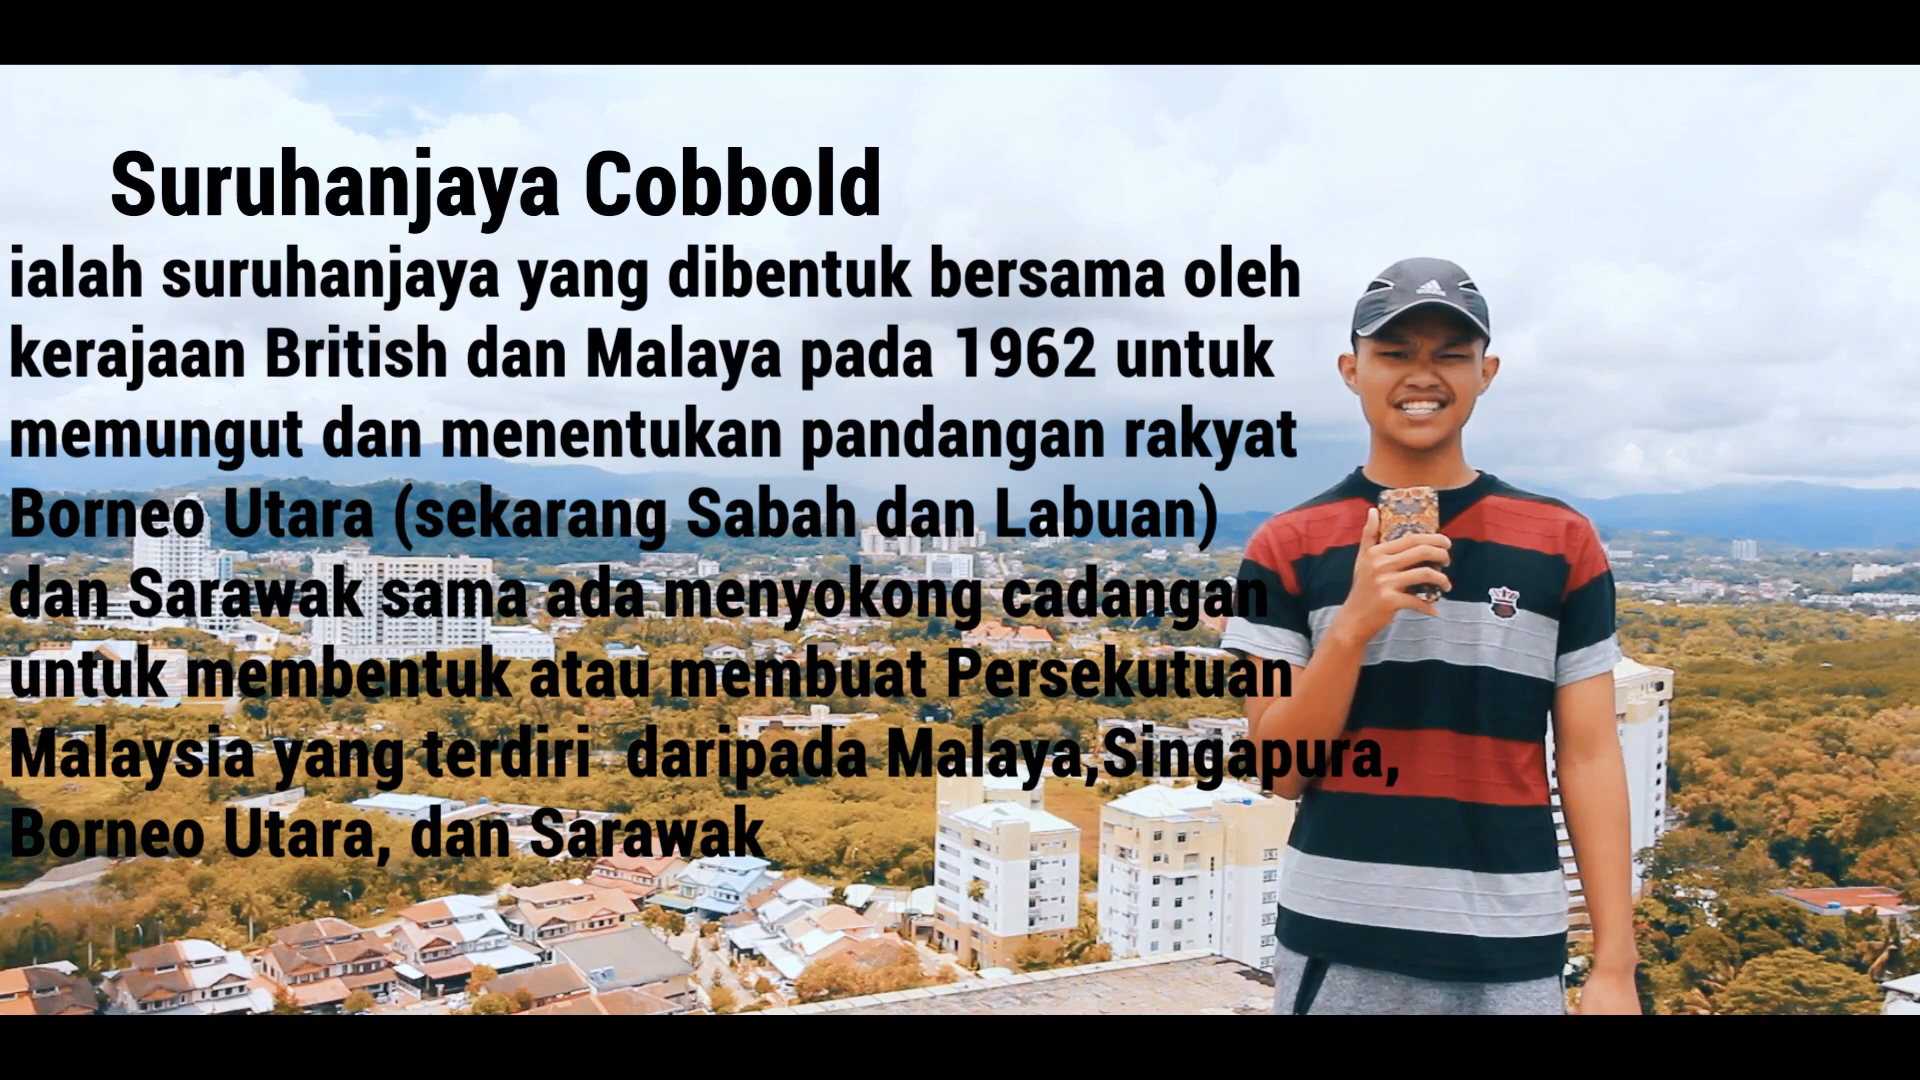 Suruhanjaya Cobbold
ialah suruhanjaya yang dibentuk bersama oleh
kerajaan British dan Malaya pada 1962 untuk
memungut dan menentukan pandangan rakyat
Borneo Utara (sekarang Sabah dan Labuan)
dan Sarawak sama ada menyokong cadangan
untuk membentuk atau membuat Persekutuan
Malaysia yang terdiri  daripada Malaya,Singapura,
Borneo Utara, dan Sarawak
adidas